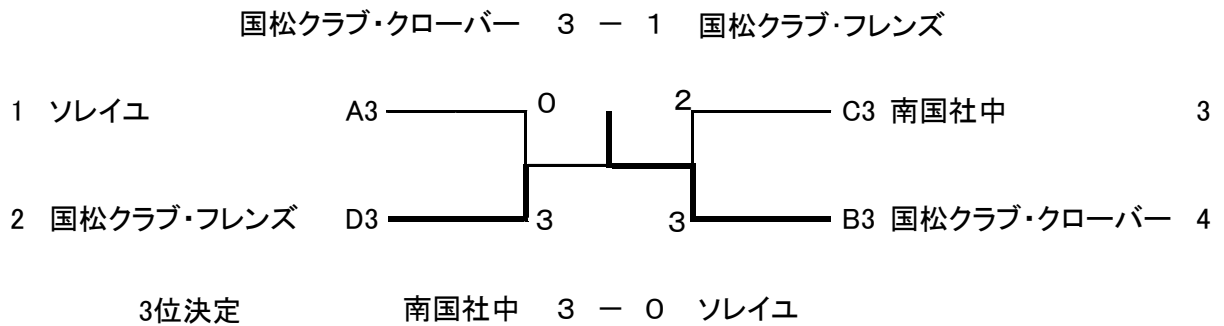 国松クラブ・クローバー 3 － 1 国松クラブ・フレンズ
1 ソレイユ A3 0 2 C3 南国社中 3
2 国松クラブ・フレンズ D3 3 3 B3 国松クラブ・クローバー 4
3位決定 南国社中 3 － 0 ソレイユ